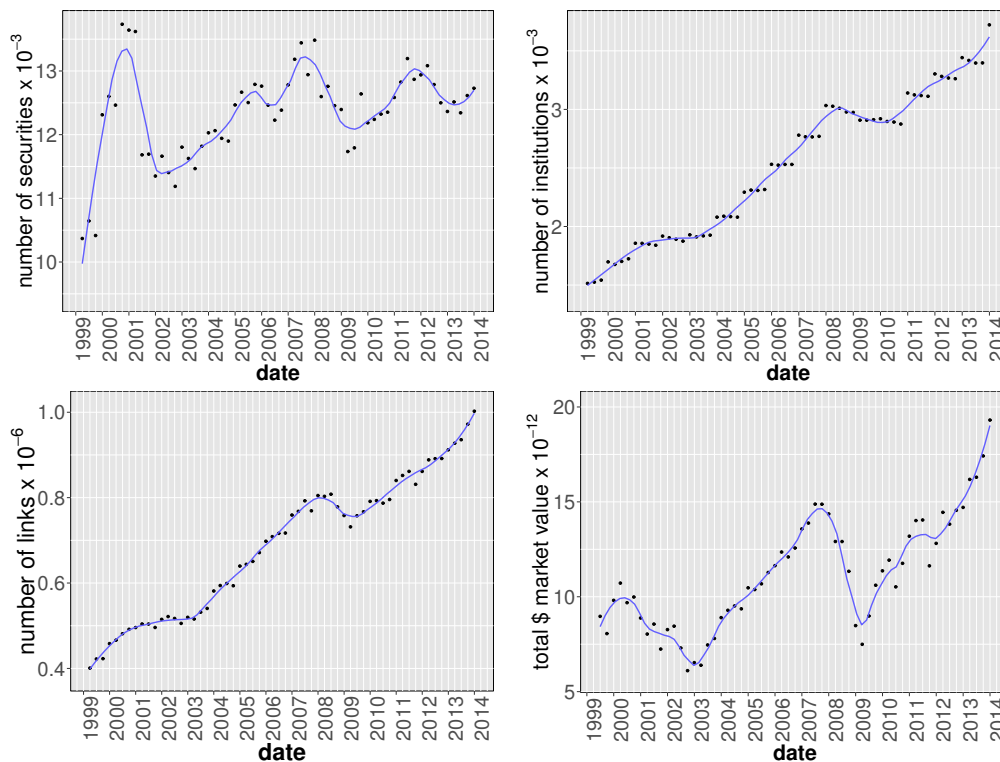 number of securities x 10⁻³
13
12
11
10
1999 2000 2001 2002 2003 2004 2005 2006 2007 2008 2009 2010 2011 2012 2013 2014
date
number of institutions x 10⁻³
3
2
1999 2000 2001 2002 2003 2004 2005 2006 2007 2008 2009 2010 2011 2012 2013 2014
date
number of links x 10⁻⁶
1.0
0.8
0.6
0.4
1999 2000 2001 2002 2003 2004 2005 2006 2007 2008 2009 2010 2011 2012 2013 2014
date
total $ market value x 10⁻¹²
20
15
10
5
1999 2000 2001 2002 2003 2004 2005 2006 2007 2008 2009 2010 2011 2012 2013 2014
date